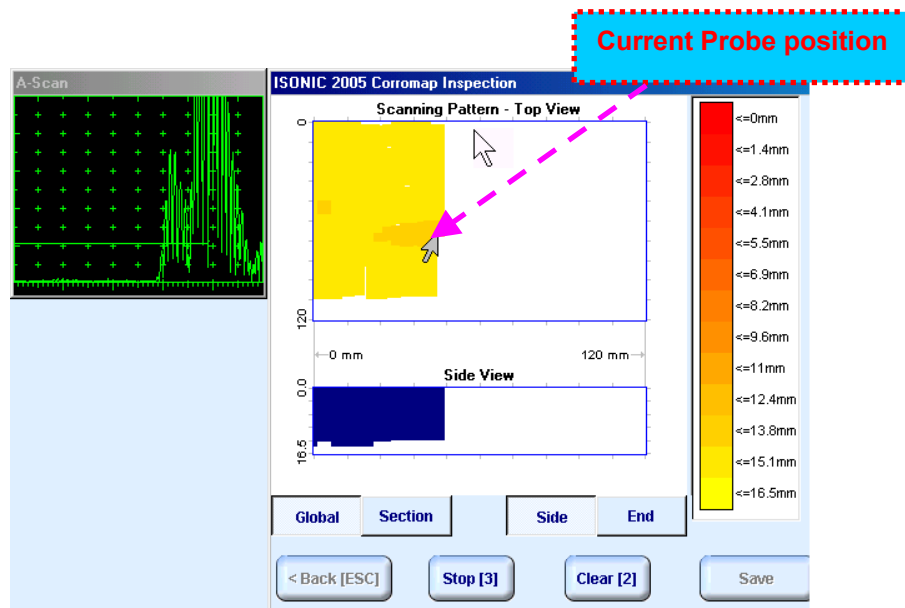 Current Probe position
A-Scan
ISONIC 2005 Corromap Inspection
Scanning Pattern - Top View
0
120
0 mm
120 mm
Side View
0.0
16.5
<=0mm
<=1.4mm
<=2.8mm
<=4.1mm
<=5.5mm
<=6.9mm
<=8.2mm
<=9.6mm
<=11mm
<=12.4mm
<=13.8mm
<=15.1mm
<=16.5mm
Global
Section
Side
End
< Back [ESC]
Stop [3]
Clear [2]
Save